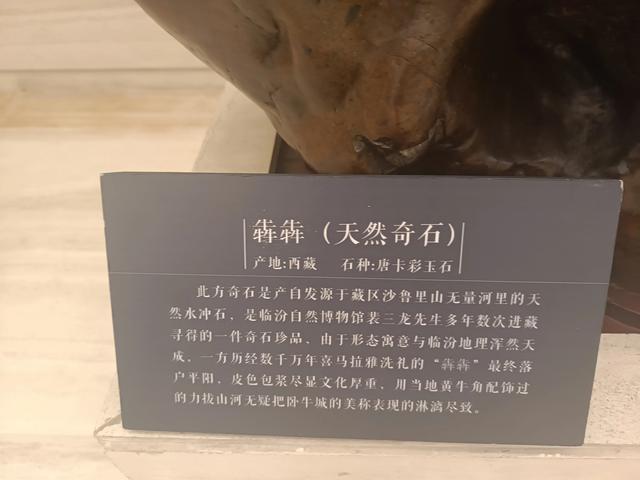 犇犇（天然奇石）
产地:西藏 石种:唐卡彩玉石
此方奇石是产自发源于藏区沙鲁里山无量河里的天
然水冲石，是临汾自然博物馆裴三龙先生多年数次进藏
寻得的一件奇石珍品，由于形态寓意与临汾地理浑然天
成，一方历经数千万年喜马拉雅洗礼的“犇犇”最终落
户平阳，皮色包浆尽显文化厚重，用当地黄牛角配饰过
的力拔山河无疑把卧牛城的美称表现的淋漓尽致。